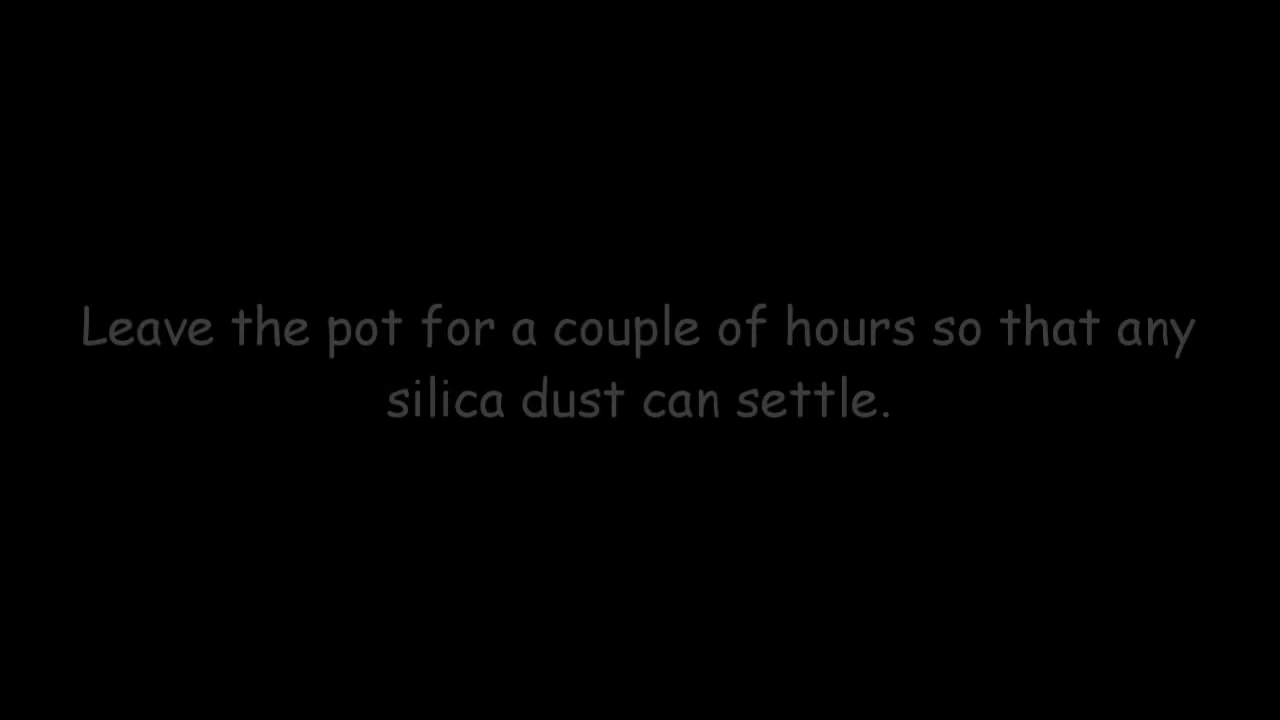 Leave the pot for a couple of hours so that any
silica dust can settle.